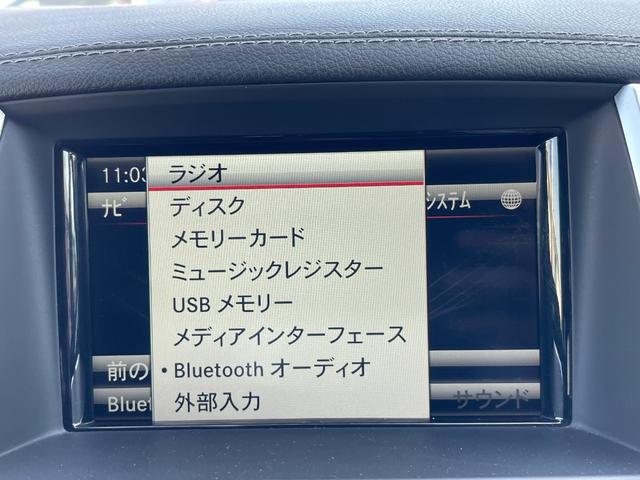 11:03
ラジオ
ナビ
システム
ディスク
メモリーカード
ミュージックレジスター
USB メモリー
メディアインターフェース
前の
• Bluetooth オーディオ
Blue
外部入力
サウンド